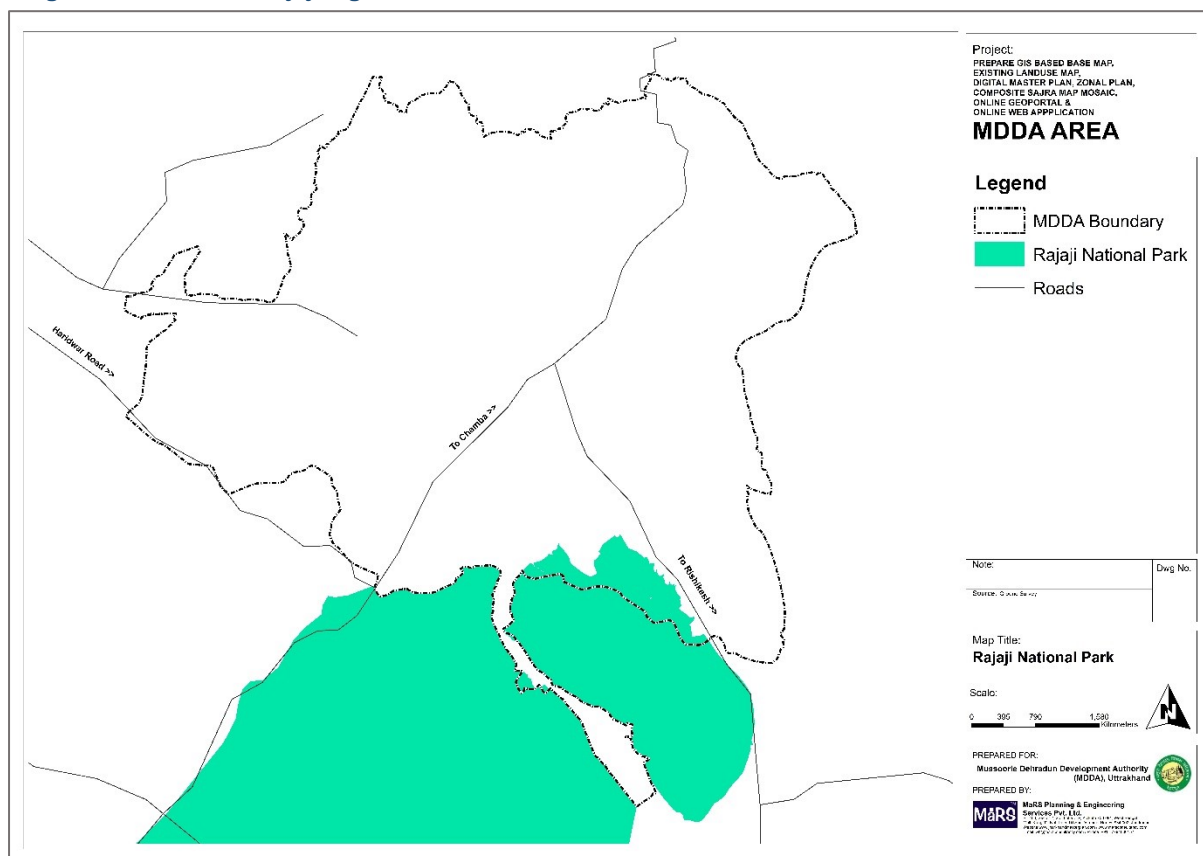 Haridwar Road >>
To Chamba >>
To Rishikesh >>
Project:
PREPARE GIS BASED BASE MAP,
EXISTING LANDUSE MAP,
DIGITAL MASTER PLAN, ZONAL PLAN,
COMPOSITE SAJRA MAP MOSAIC,
ONLINE GEOPORTAL &
ONLINE WEB APPPLICATION
MDDA AREA
Legend
MDDA Boundary
Rajaji National Park
Roads
Note:
Dwg No.
Source: Ground Survey
Map Title:
Rajaji National Park
Scale:
0 395 790 1,580
Kilometers
N
PREPARED FOR:
Mussoorie Dehradun Development Authority
(MDDA), Uttrakhand
PREPARED BY:
MaRS
MaRS Planning & Engineering
Services Pvt. Ltd.